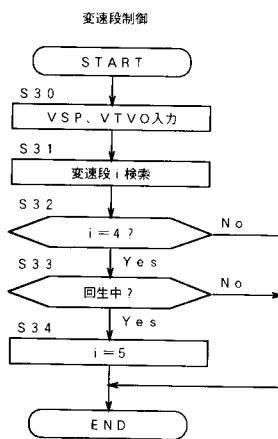 変速段制御
START
S30
VSP、VTVO入力
S31
変速段i検索
S32
i=4?
No
Yes
S33
回生中?
No
Yes
S34
i=5
END